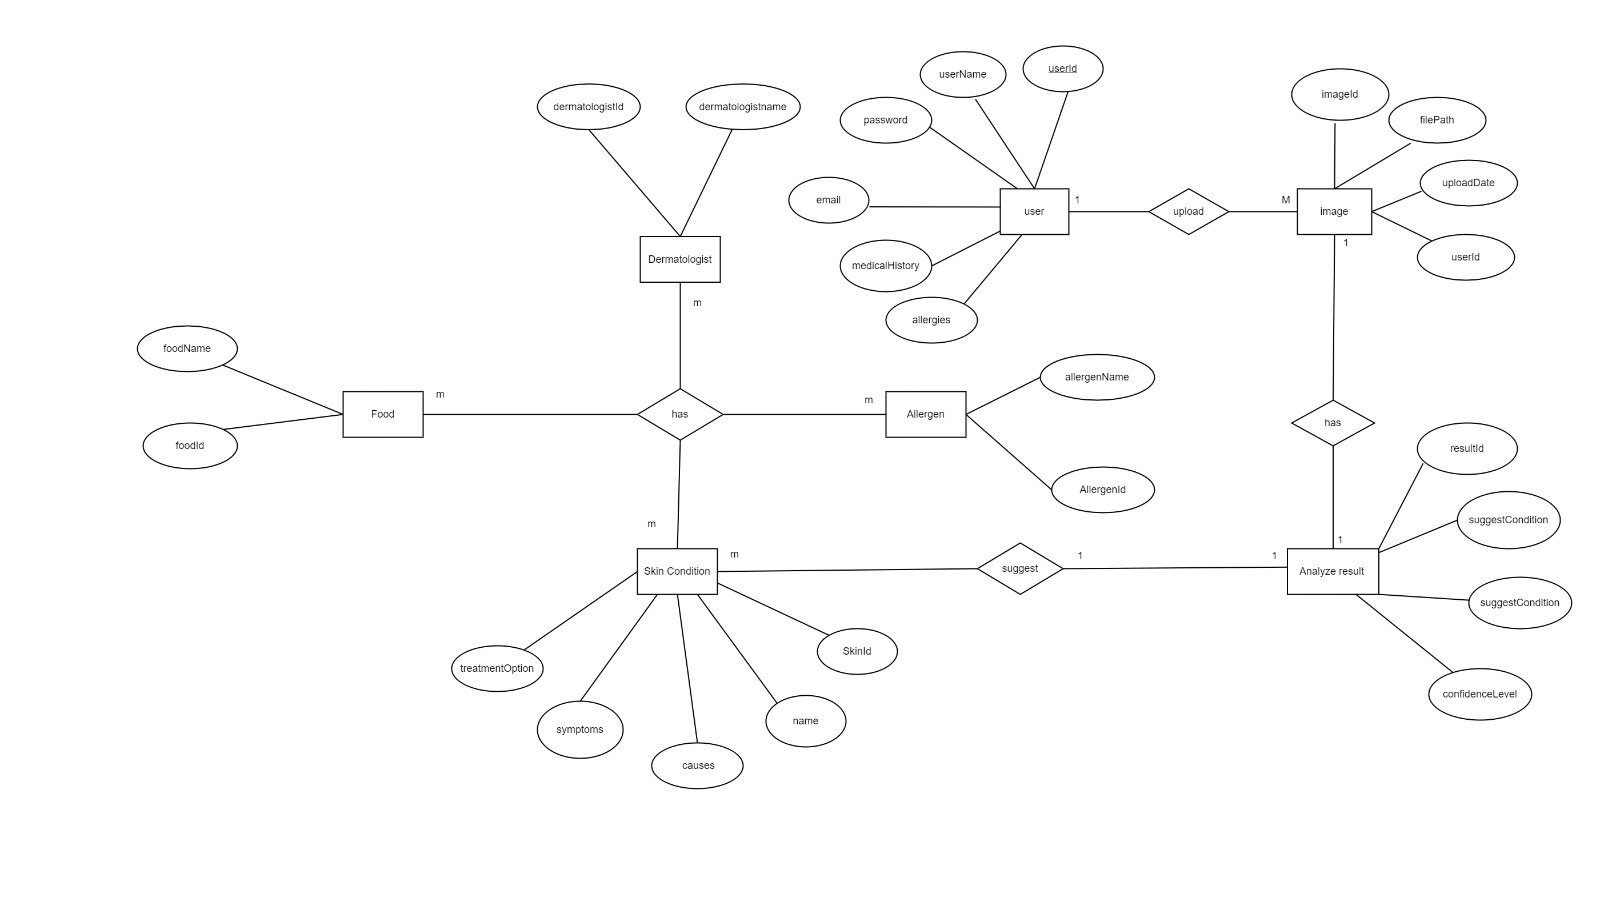 userId
userName
imageId
dermatologistId
dermatologistname
password
filePath
uploadDate
email
1
M
user
upload
image
1
Dermatologist
userId
medicalHistory
m
allergies
foodName
allergenName
m
m
Food
has
Allergen
has
foodId
resultId
AllergenId
m
suggestCondition
1
m
1
1
Skin Condition
suggest
Analyze result
suggestCondition
SkinId
treatmentOption
confidenceLevel
name
symptoms
causes